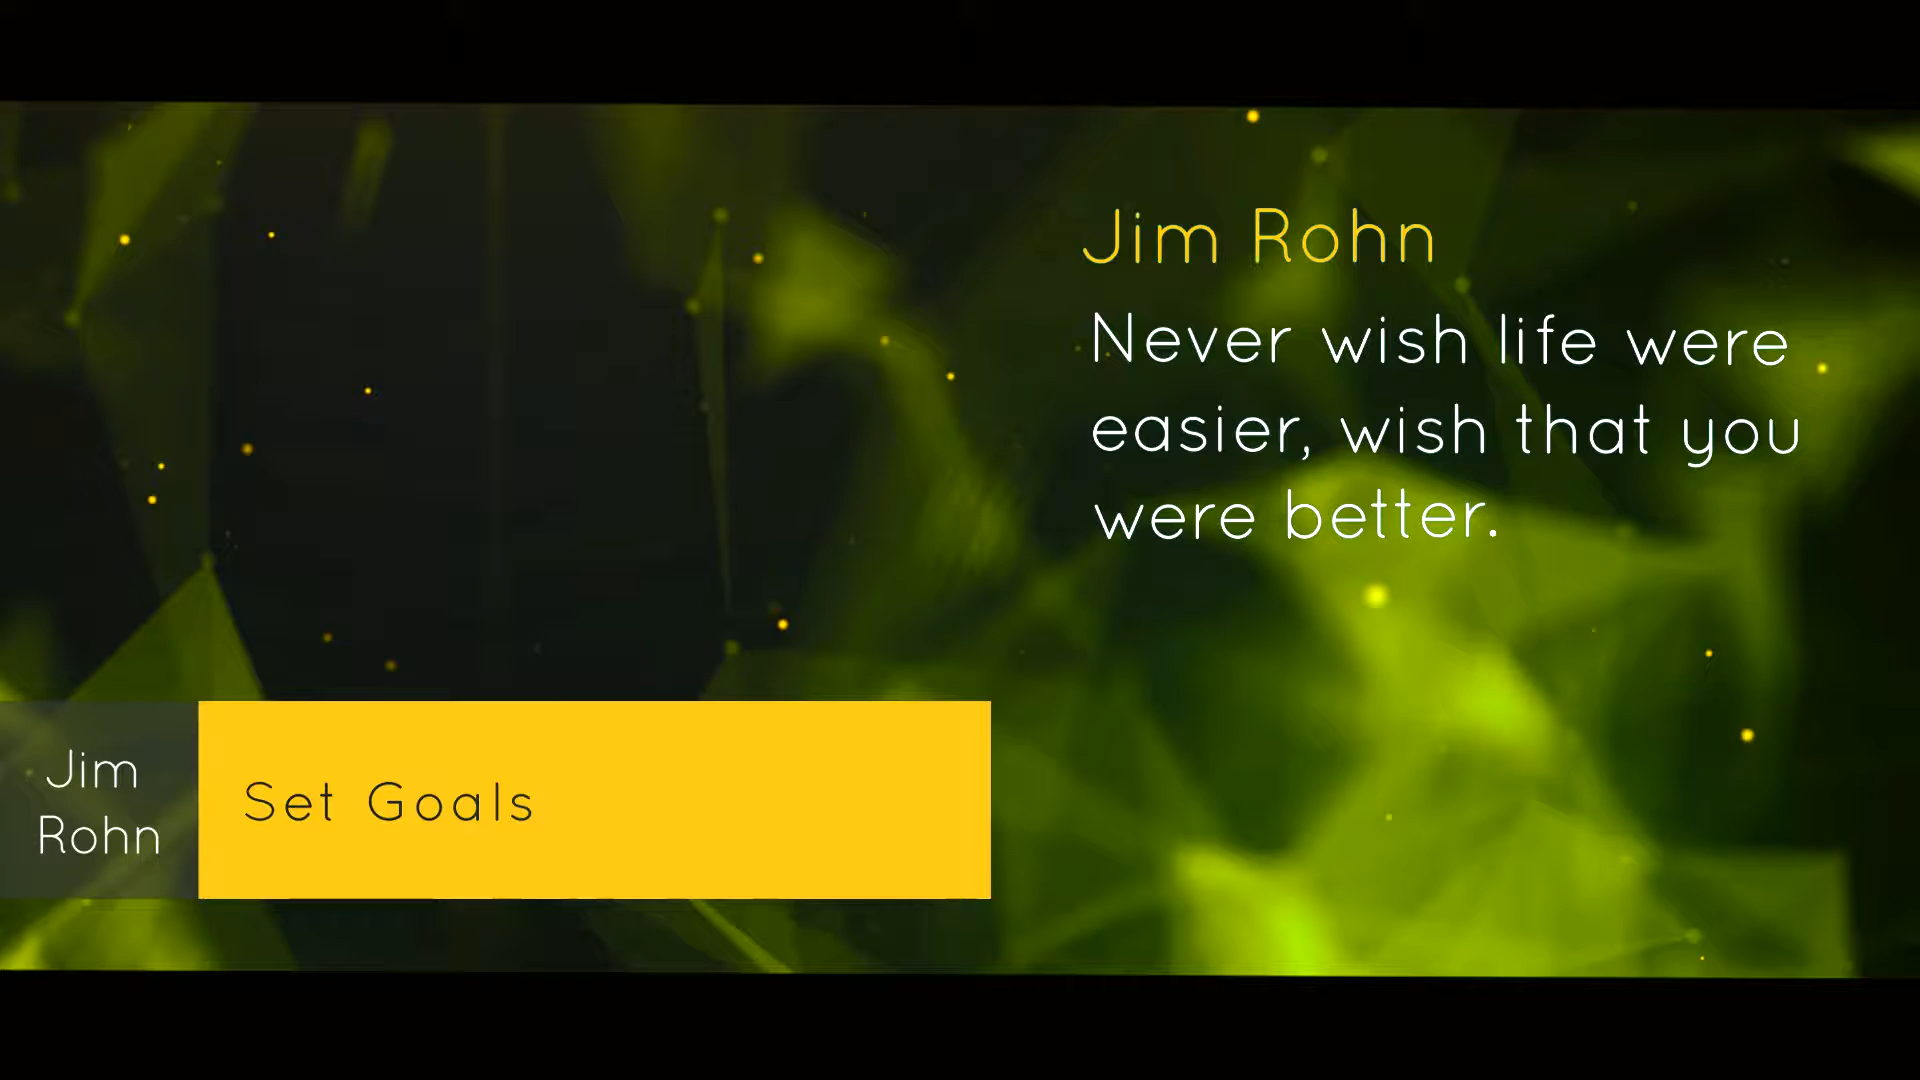 Jim Rohn
Never wish life were
easier, wish that you
were better.
Jim
Rohn
Set Goals